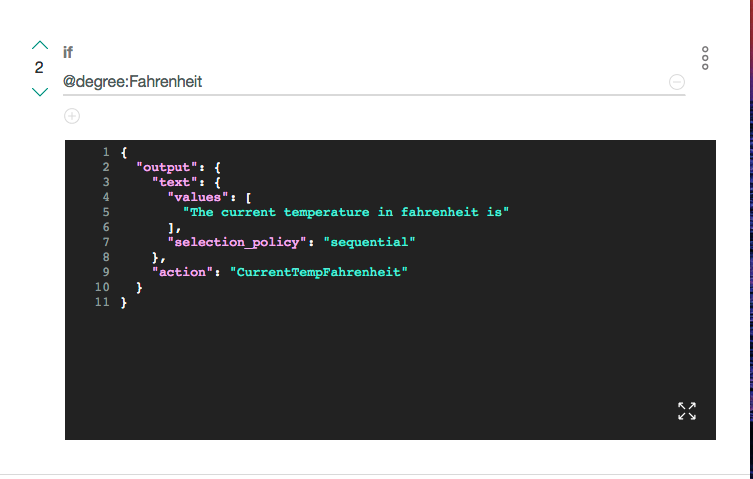 if
2
@degree:Fahrenheit
1 {
2 "output": {
3 "text": {
4 "values": [
5 "The current temperature in fahrenheit is"
6 ],
7 "selection_policy": "sequential"
8 },
9 "action": "CurrentTempFahrenheit"
10 }
11 }